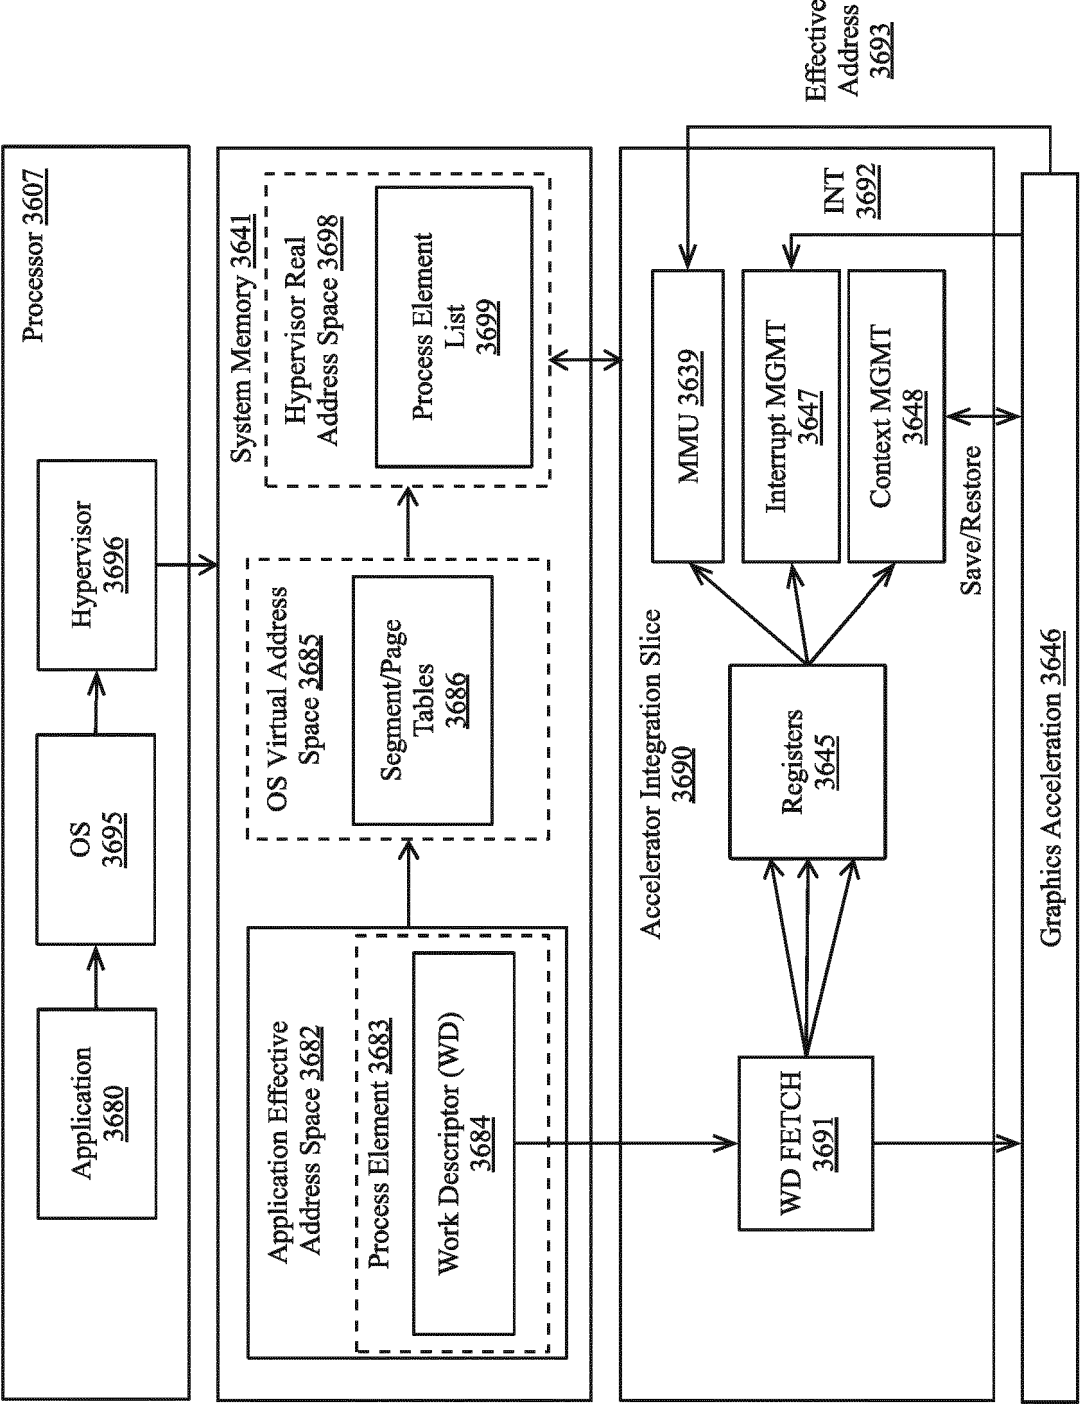 Processor 3607
Application
3680
OS
3695
Hypervisor
3696
System Memory 3641
Application Effective
Address Space 3682
Process Element 3683
Work Descriptor (WD)
3684
OS Virtual Address
Space 3685
Segment/Page
Tables
3686
Hypervisor Real
Address Space 3698
Process Element
List
3699
Accelerator Integration Slice
3690
WD FETCH
3691
Registers
3645
MMU 3639
Interrupt MGMT
3647
Context MGMT
3648
INT
3692
Effective
Address
3693
Save/Restore
Graphics Acceleration 3646